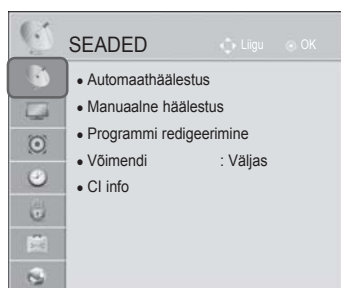 SEADED Liigu OK
• Automaathäälestus
• Manuaalne häälestus
• Programmi redigeerimine
• Võimendi : Väljas
• CI info